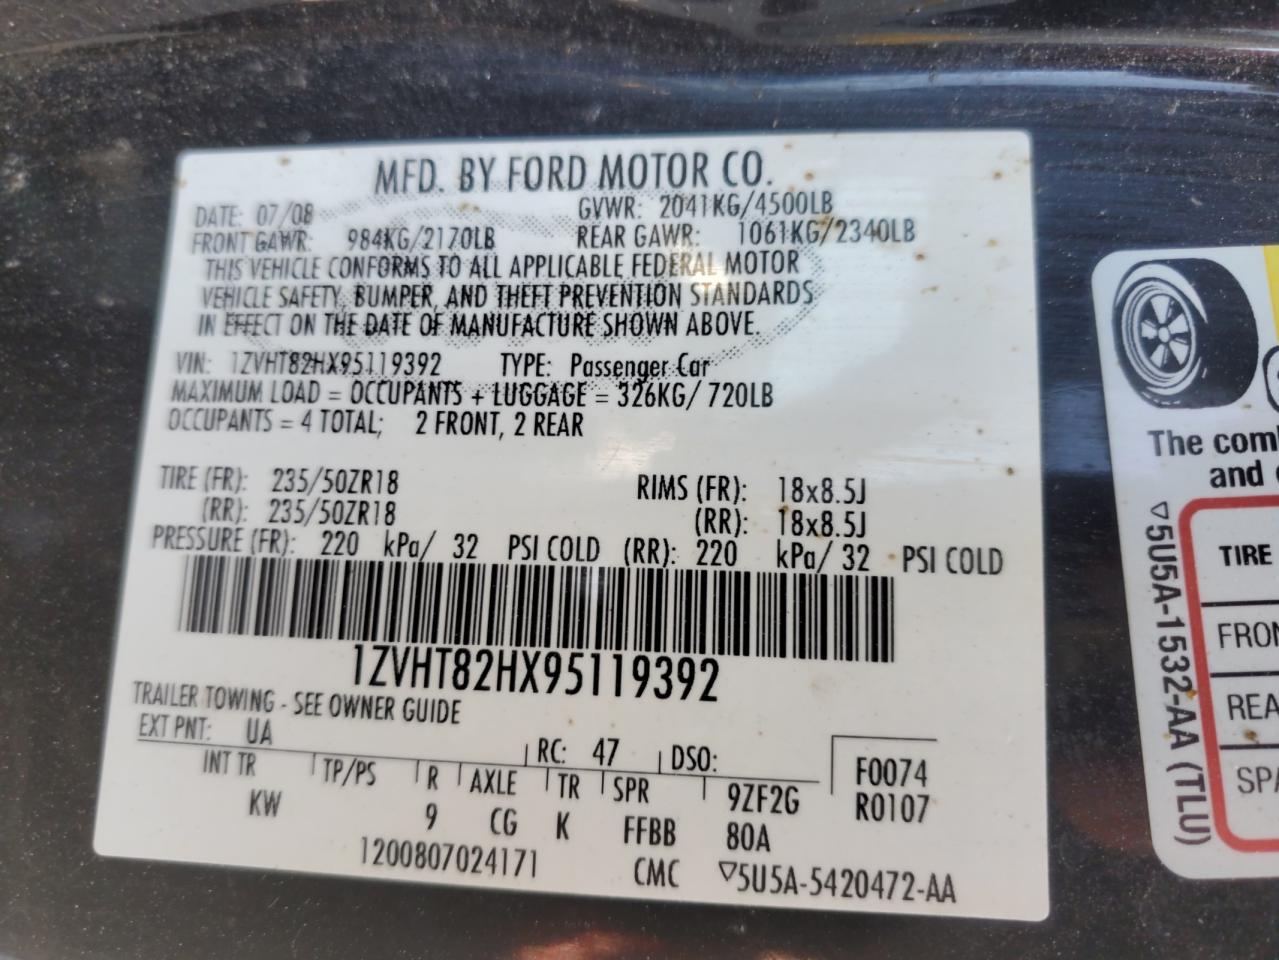 MFD. BY FORD MOTOR CO.
DATE: 07/08 GVWR: 2041KG/4500LB
FRONT GAWR: 984KG/2170LB REAR GAWR: 1061KG/2340LB
THIS VEHICLE CONFORMS TO ALL APPLICABLE FEDERAL MOTOR
VEHICLE SAFETY, BUMPER, AND THEFT PREVENTION STANDARDS
IN EFFECT ON THE DATE OF MANUFACTURE SHOWN ABOVE.
VIN: 1ZVHT82HX95119392 TYPE: Passenger Car
MAXIMUM LOAD = OCCUPANTS + LUGGAGE = 326KG/720LB
OCCUPANTS = 4 TOTAL; 2 FRONT, 2 REAR
TIRE (FR): 235/50ZR18 RIMS (FR): 18x8.5J
(RR): 235/50ZR18 (RR): 18x8.5J
PRESSURE (FR): 220 kPa/ 32 PSI COLD (RR): 220 kPa/ 32 PSI COLD
1ZVHT82HX95119392
TRAILER TOWING - SEE OWNER GUIDE
EXT PNT: UA RC: 47 DSO: F0074
INT TR TP/PS R AXLE TR SPR 9ZF2G R0107
KW 9 CG K FFBB 80A
1200807024171 CMC ▽5U5A-5420472-AA
The com
and
▽5U5A-1532-AA (TLU)
TIRE
FRON
REA
SPA